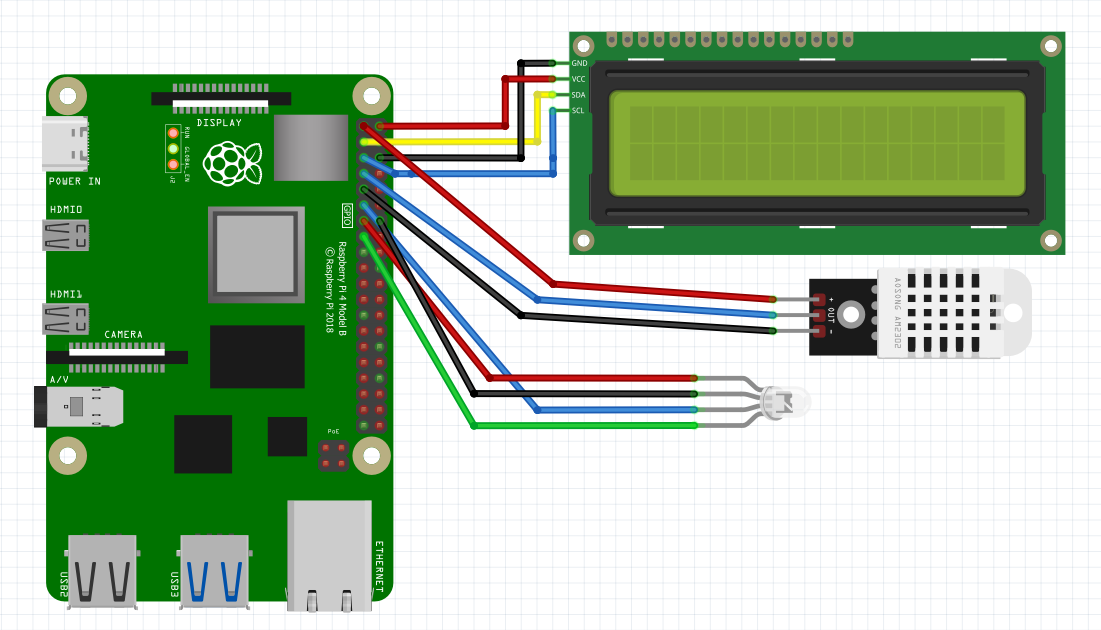 DISPLAY
RUN
GLOBAL_EN
J2
POWER IN
HDMI0
GPIO
Raspberry Pi 4 Model B
© Raspberry Pi 2018
HDMI1
CAMERA
A/V
PoE
USB2
USB3
ETHERNET
GND
VCC
SDA
SCL
+
OUT
-
AOSONG
AM2302